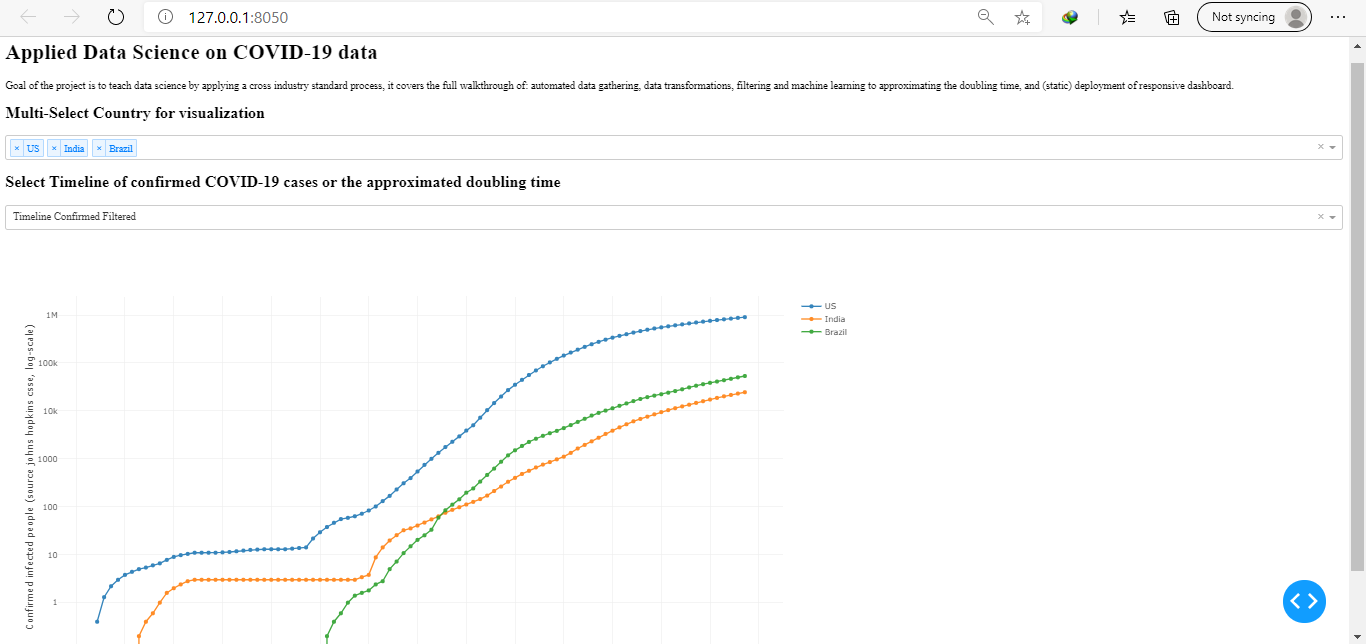 127.0.0.1:8050
Not syncing
Applied Data Science on COVID-19 data
Goal of the project is to teach data science by applying a cross industry standard process, it covers the full walkthrough of: automated data gathering, data transformations, filtering and machine learning to approximating the doubling time, and (static) deployment of responsive dashboard.
Multi-Select Country for visualization
× US × India × Brazil ×
Select Timeline of confirmed COVID-19 cases or the approximated doubling time
Timeline Confirmed Filtered ×
Confirmed infected people (source johns hopkins csse, log-scale)
1M
100k
10k
1000
100
10
1
US
India
Brazil